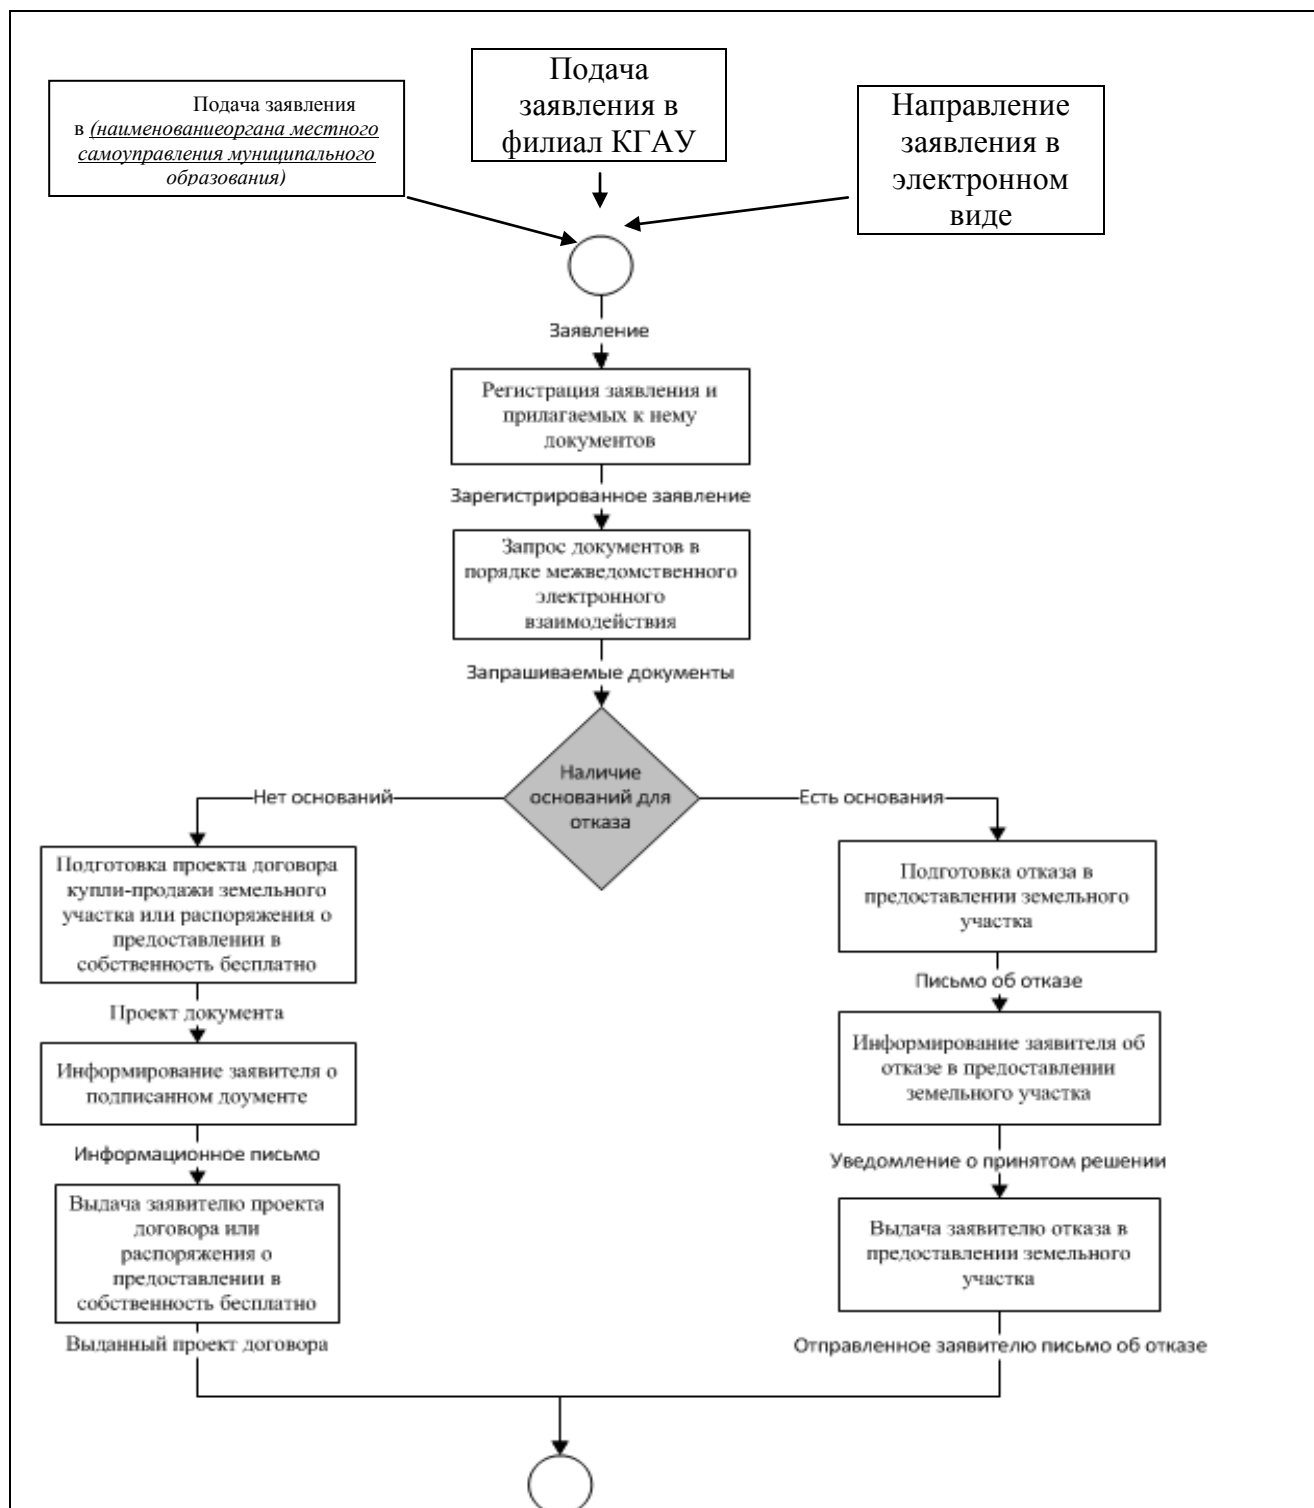 Подача заявления
в (наименованиеоргана местного
самоуправления муниципального
образования)
Подача
заявления в
филиал КГАУ
Направление
заявления в
электронном
виде
Заявление
Регистрация заявления и
прилагаемых к нему
документов
Зарегистрированное заявление
Запрос документов в
порядке межведомственного
электронного
взаимодействия
Запрашиваемые документы
Наличие
оснований для
отказа
Нет оснований
Есть основания
Подготовка проекта договора
купли-продажи земельного
участка или распоряжения о
предоставлении в
собственность бесплатно
Проект документа
Информирование заявителя о
подписанном доументе
Информационное письмо
Выдача заявителю проекта
договора или
распоряжения о
предоставлении в
собственность бесплатно
Выданный проект договора
Подготовка отказа в
предоставлении земельного
участка
Письмо об отказе
Информирование заявителя об
отказе в предоставлении
земельного участка
Уведомление о принятом решении
Выдача заявителю отказа в
предоставлении земельного
участка
Отправленное заявителю письмо об отказе